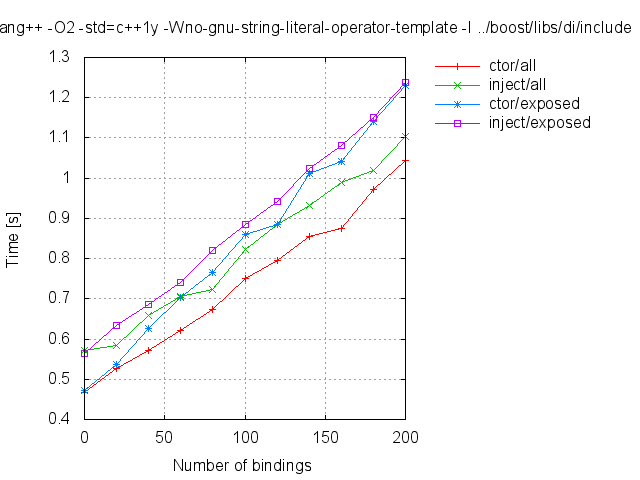 ang++ -O2 -std=c++1y -Wno-gnu-string-literal-operator-template -I ../boost/libs/di/include
1.3
1.2
1.1
1
0.9
0.8
0.7
0.6
0.5
0.4
Time [s]
0 50 100 150 200
Number of bindings
ctor/all
inject/all
ctor/exposed
inject/exposed